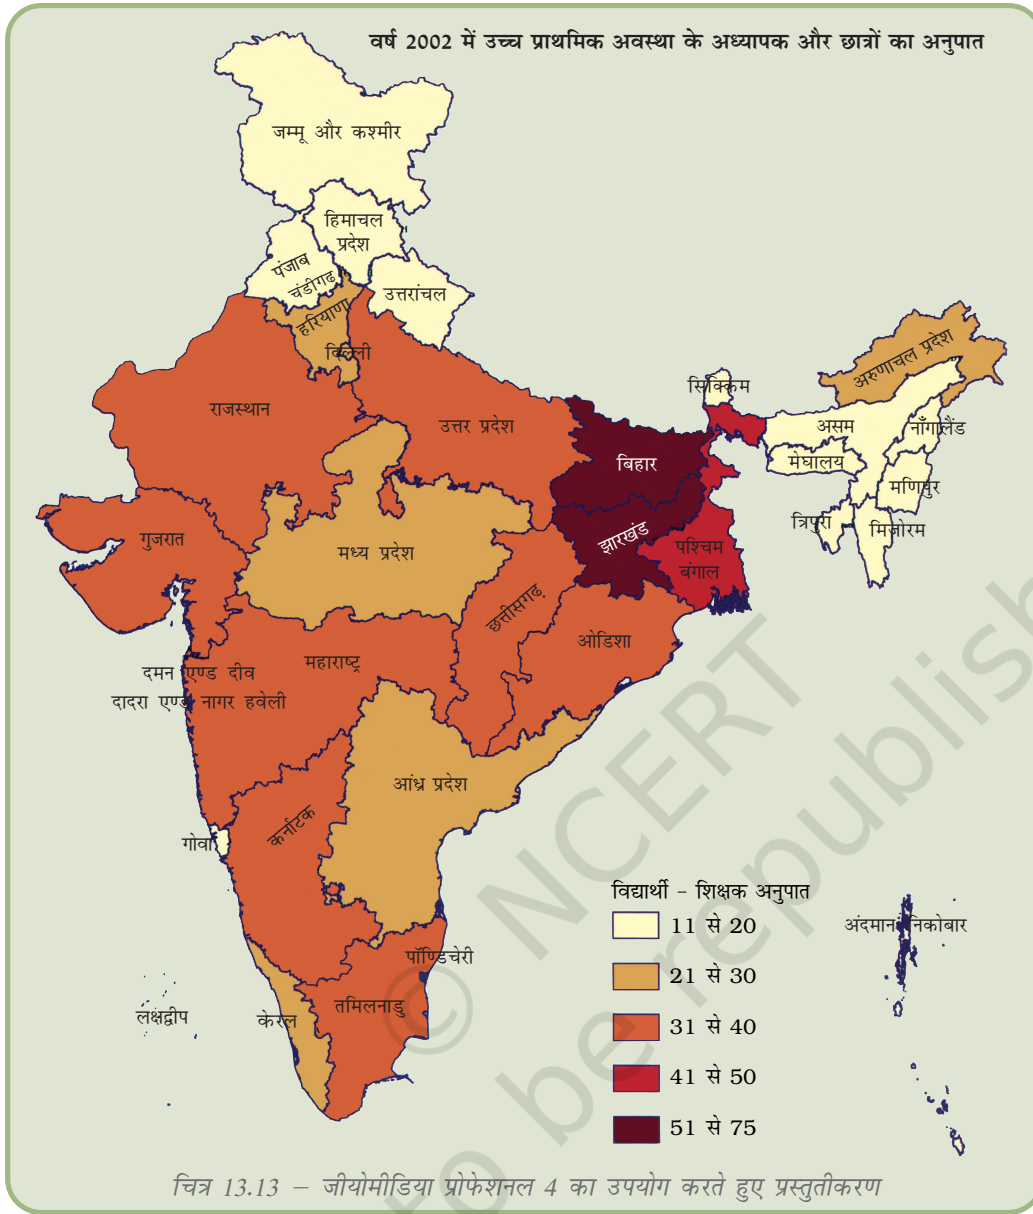 वर्ष 2002 में उच्च प्राथमिक अवस्था के अध्यापक और छात्रों का अनुपात
जम्मू और कश्मीर
हिमाचल
प्रदेश
पंजाब
चंडीगढ़
उत्तरांचल
हरियाणा
दिल्ली
अरुणाचल प्रदेश
सिक्किम
राजस्थान
उत्तर प्रदेश
असम
नाँगालैंड
बिहार
मेघालय
मणिपुर
त्रिपुरा
मिजोरम
गुजरात
मध्य प्रदेश
झारखंड
पश्चिम
बंगाल
छत्तीसगढ़
ओडिशा
महाराष्ट्र
दमन एण्ड दीव
दादरा एण्ड नागर हवेली
आंध्र प्रदेश
कर्नाटक
गोवा
विद्यार्थी - शिक्षक अनुपात
11 से 20
21 से 30
31 से 40
41 से 50
51 से 75
अंदमान निकोबार
पॉण्डिचेरी
लक्षद्वीप
केरल
तमिलनाडु
© NCERT
to be republish
चित्र 13.13 – जीयोमीडिया प्रोफेशनल 4 का उपयोग करते हुए प्रस्तुतीकरण